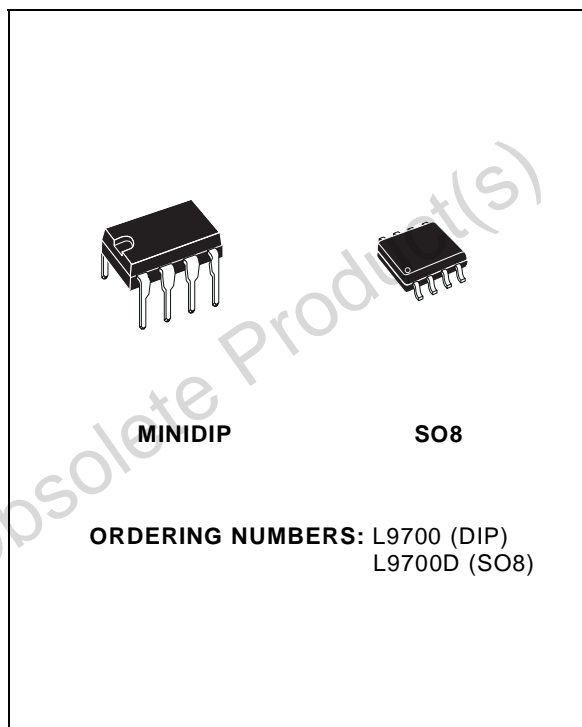 MINIDIP SO8
ORDERING NUMBERS: L9700 (DIP)
L9700D (SO8)
Obsolete Product(s)